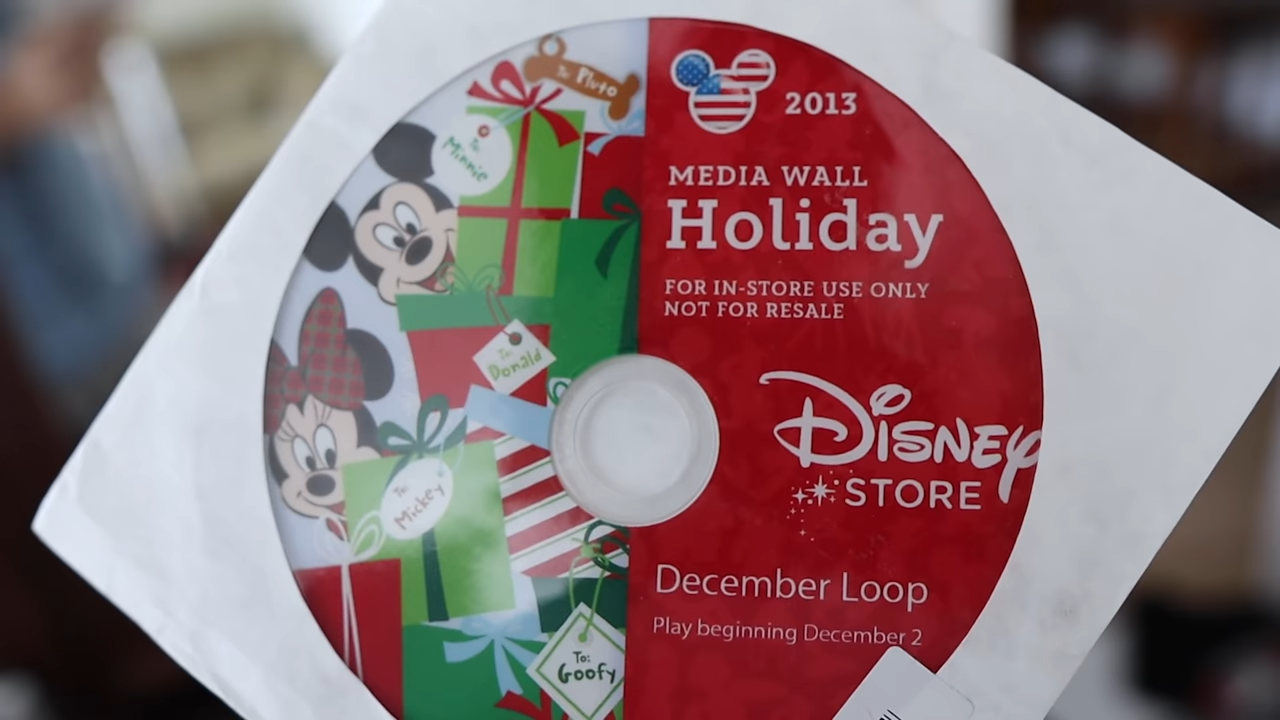 To: Pluto
To: Minnie
To: Donald
To: Mickey
To: Goofy
2013
MEDIA WALL
Holiday
FOR IN-STORE USE ONLY
NOT FOR RESALE
DISNEY
STORE
December Loop
Play beginning December 2